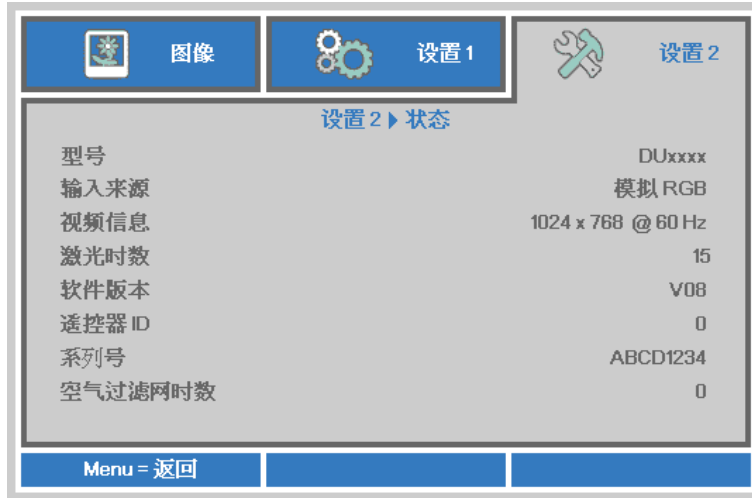 图像 设置 1 设置 2
设置 2 ▶ 状态
型号 DUxxxx
输入来源 模拟 RGB
视频信息 1024 x 768 @ 60 Hz
激光时数 15
软件版本 V08
遥控器 ID 0
系列号 ABCD1234
空气过滤网时数 0
Menu = 返回